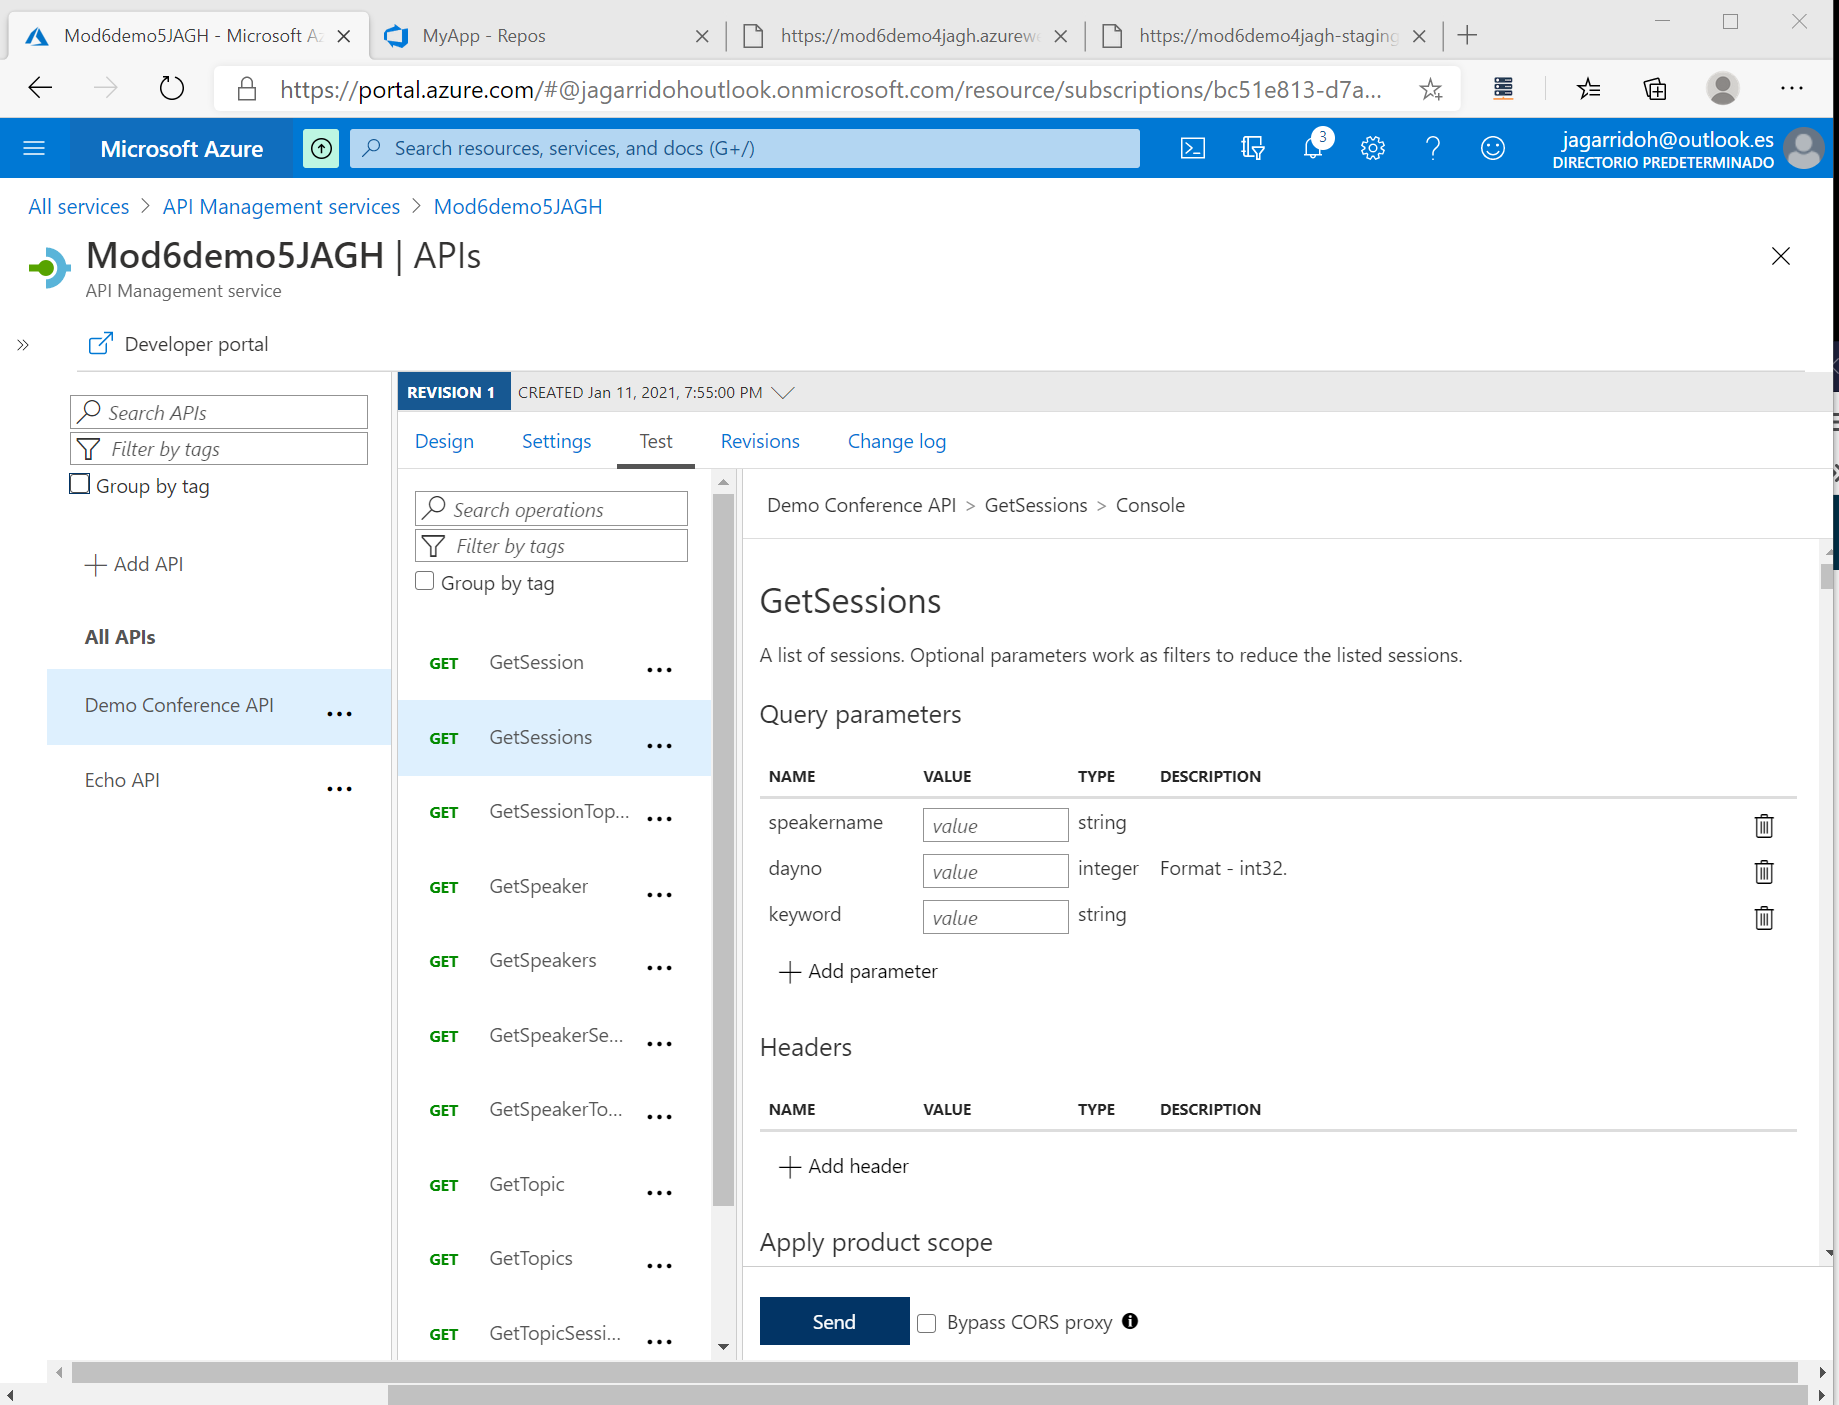 Mod6demo5JAGH - Microsoft Az
MyApp - Repos
https://mod6demo4jagh.azurew
https://mod6demo4jagh-staging
https://portal.azure.com/#@jagarridohoutlook.onmicrosoft.com/resource/subscriptions/bc51e813-d7a...
Microsoft Azure
Search resources, services, and docs (G+/)
3
jagarridoh@outlook.es
DIRECTORIO PREDETERMINADO
All services > API Management services > Mod6demo5JAGH
Mod6demo5JAGH | APIs
API Management service
Developer portal
Search APIs
Filter by tags
Group by tag
Add API
All APIs
Demo Conference API
Echo API
REVISION 1
CREATED Jan 11, 2021, 7:55:00 PM
Design Settings Test Revisions Change log
Search operations
Filter by tags
Group by tag
GET GetSession
GET GetSessions
GET GetSessionTop...
GET GetSpeaker
GET GetSpeakers
GET GetSpeakerSe...
GET GetSpeakerTo...
GET GetTopic
GET GetTopics
GET GetTopicSessi...
Demo Conference API > GetSessions > Console
GetSessions
A list of sessions. Optional parameters work as filters to reduce the listed sessions.
Query parameters
NAME VALUE TYPE DESCRIPTION
speakername value string
dayno value integer Format - int32.
keyword value string
Add parameter
Headers
NAME VALUE TYPE DESCRIPTION
Add header
Apply product scope
Send
Bypass CORS proxy